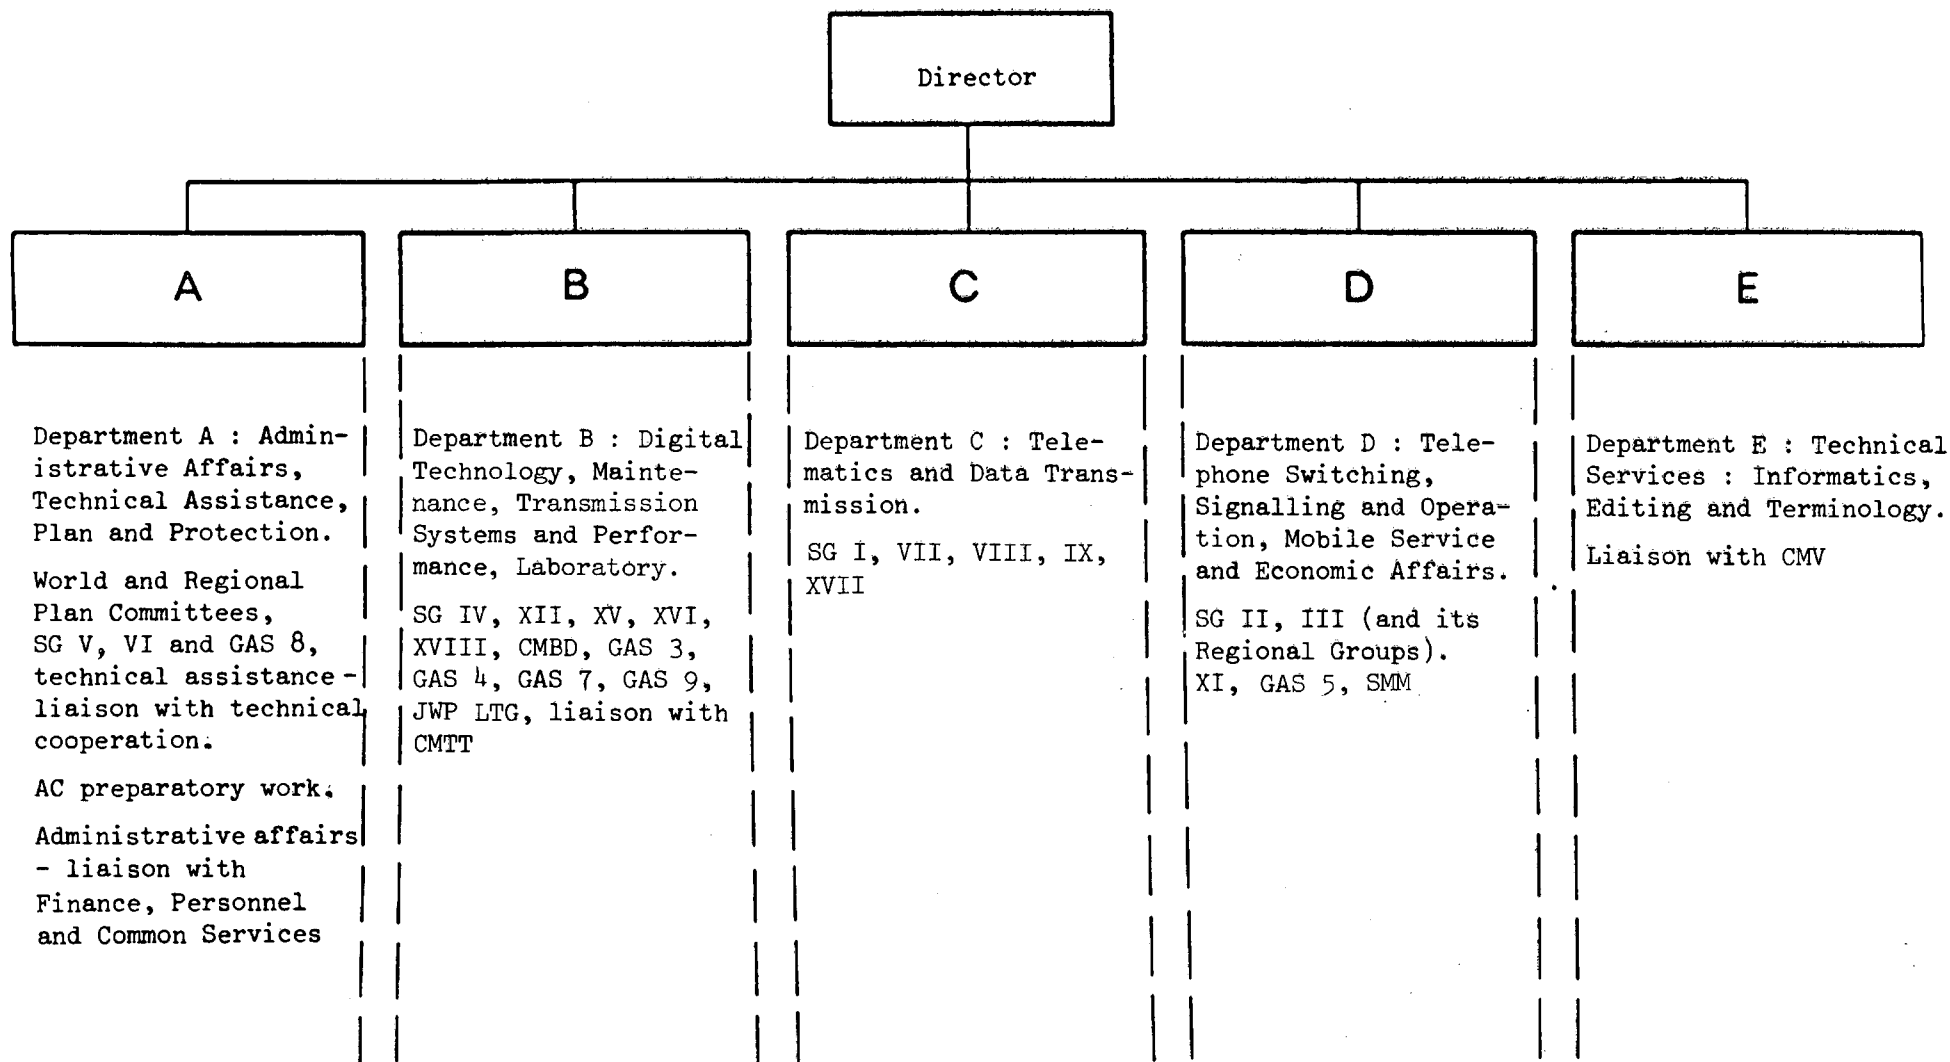 Director
A
B
C
D
E
Department A : Admin-
istrative Affairs,
Technical Assistance,
Plan and Protection.
World and Regional
Plan Committees,
SG V, VI and GAS 8,
technical assistance -
liaison with technical
cooperation.
AC preparatory work.
Administrative affairs
- liaison with
Finance, Personnel
and Common Services
Department B : Digital
Technology, Mainte-
nance, Transmission
Systems and Perfor-
mance, Laboratory.
SG IV, XII, XV, XVI,
XVIII, CMBD, GAS 3,
GAS 4, GAS 7, GAS 9,
JWP LTG, liaison with
CMTT
Department C : Tele-
matics and Data Trans-
mission.
SG I, VII, VIII, IX,
XVII
Department D : Tele-
phone Switching,
Signalling and Opera-
tion, Mobile Service
and Economic Affairs.
SG II, III (and its
Regional Groups).
XI, GAS 5, SMM
Department E : Technical
Services : Informatics,
Editing and Terminology.
Liaison with CMV